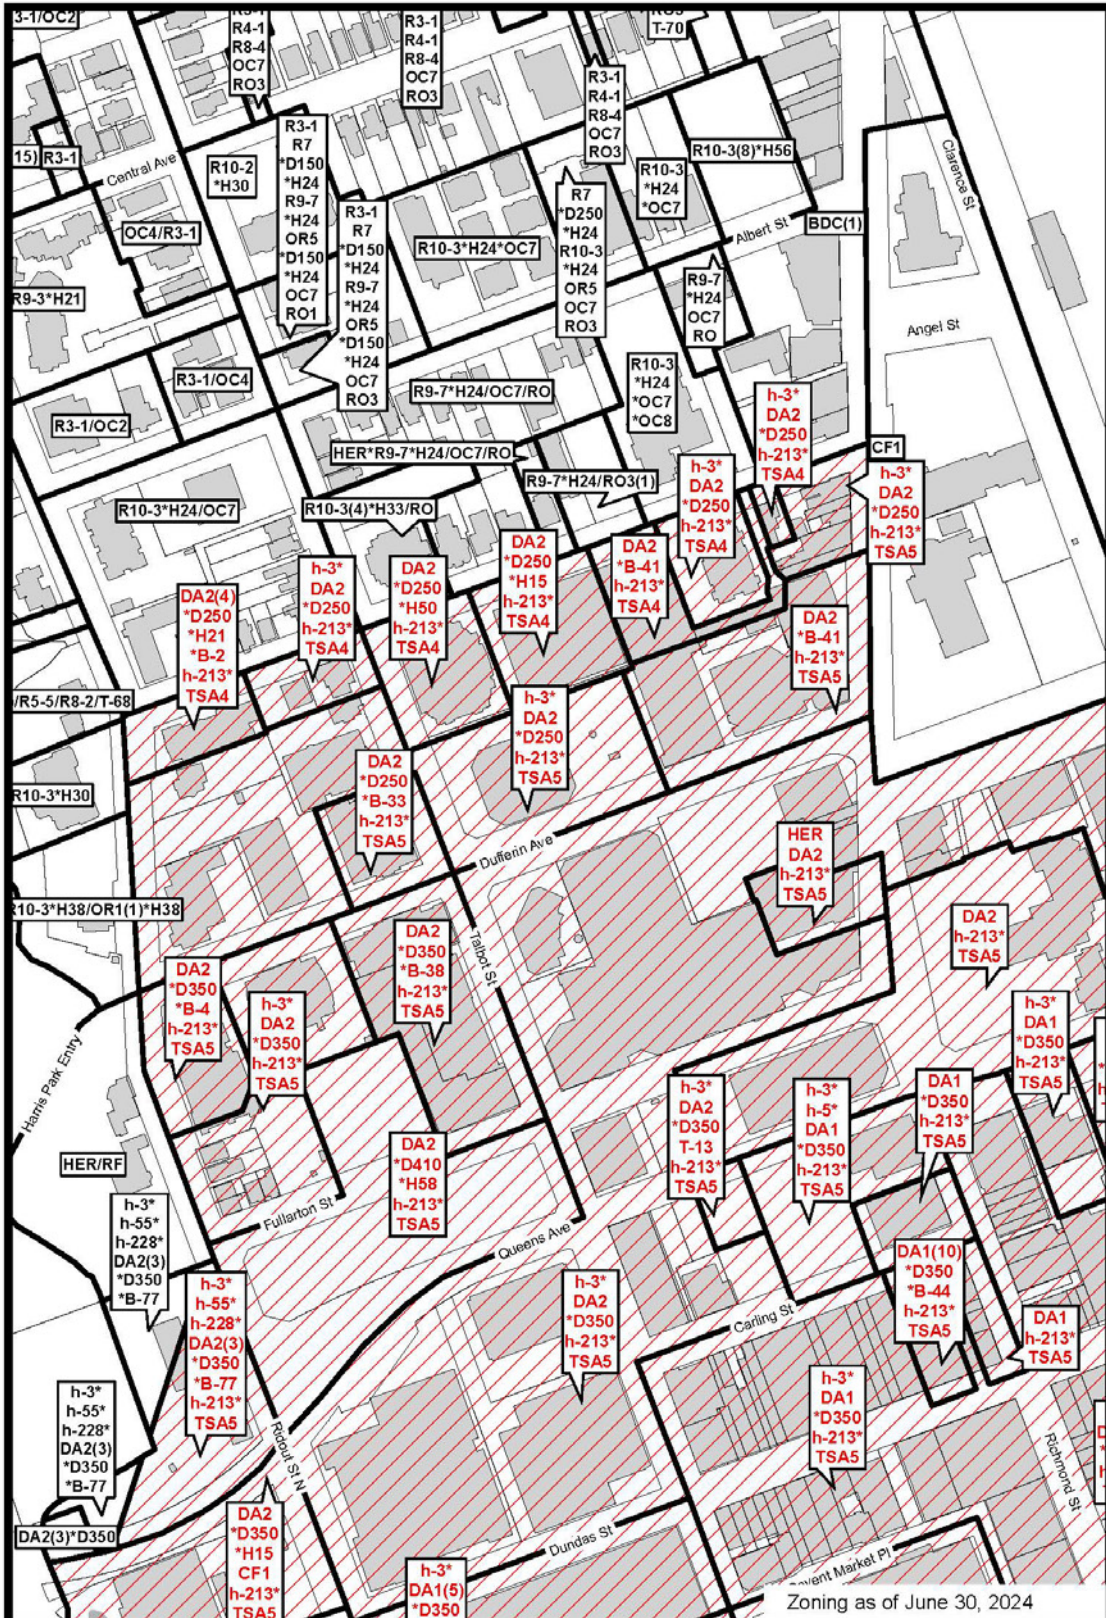 3-1/OC2
R3-1
R4-1
R8-4
OC7
RO3
R3-1
R4-1
R8-4
OC7
RO3
T-70
R3-1
R4-1
R8-4
OC7
RO3
15)
R3-1
Central Ave
R10-2
*H30
R3-1
R7
*D150
*H24
R9-7
*H24
OR5
*D150
*H24
OC7
RO1
R3-1
R7
*D150
*H24
R9-7
*H24
OR5
*D150
*H24
OC7
RO3
R10-3*H24*OC7
R7
*D250
*H24
R10-3
*H24
OR5
OC7
RO3
R10-3
*H24
*OC7
R10-3(8)*H56
Albert St
BDC(1)
Clarence St
OC4/R3-1
R9-3*H21
R9-7
*H24
OC7
RO
Angel St
R3-1/OC4
R3-1/OC2
R9-7*H24/OC7/RO
R10-3
*H24
*OC7
*OC8
HER*R9-7*H24/OC7/RO
R9-7*H24/RO3(1)
h-3*
DA2
*D250
h-213*
TSA4
CF1
h-3*
DA2
*D250
h-213*
TSA5
R10-3*H24/OC7
R10-3(4)*H33/RO
h-3*
DA2
*D250
h-213*
TSA4
DA2(4)
*D250
*H21
*B-2
h-213*
TSA4
h-3*
DA2
*D250
h-213*
TSA4
DA2
*D250
*H50
h-213*
TSA4
DA2
*D250
*H15
h-213*
TSA4
DA2
*B-41
h-213*
TSA4
DA2
*B-41
h-213*
TSA5
/R5-5/R8-2/T-68
h-3*
DA2
*D250
h-213*
TSA5
DA2
*D250
*B-33
h-213*
TSA5
R10-3*H30
Dufferin Ave
HER
DA2
h-213*
TSA5
R10-3*H38/OR1(1)*H38
DA2
*D350
*B-38
h-213*
TSA5
Talbot St
DA2
h-213*
TSA5
DA2
*D350
*B-4
h-213*
TSA5
h-3*
DA2
*D350
h-213*
TSA5
h-3*
DA1
*D350
h-213*
TSA5
Harris Park Entry
h-3*
DA2
*D350
T-13
h-213*
TSA5
h-3*
h-5*
DA1
*D350
h-213*
TSA5
DA1
*D350
h-213*
TSA5
DA2
*D410
*H58
h-213*
TSA5
HER/RF
Fullarton St
Queens Ave
h-3*
h-55*
h-228*
DA2(3)
*D350
*B-77
h-3*
h-55*
h-228*
DA2(3)
*D350
*B-77
h-213*
TSA5
h-3*
DA2
*D350
h-213*
TSA5
Carling St
DA1(10)
*D350
*B-44
h-213*
TSA5
DA1
h-213*
TSA5
h-3*
DA1
*D350
h-213*
TSA5
h-3*
h-55*
h-228*
DA2(3)
*D350
*B-77
Ridout St N
Richmond St
DA2(3)*D350
DA2
*D350
*H15
CF1
h-213*
TSA5
Dundas St
h-3*
DA1(5)
*D350
Market Pl
Zoning as of June 30, 2024